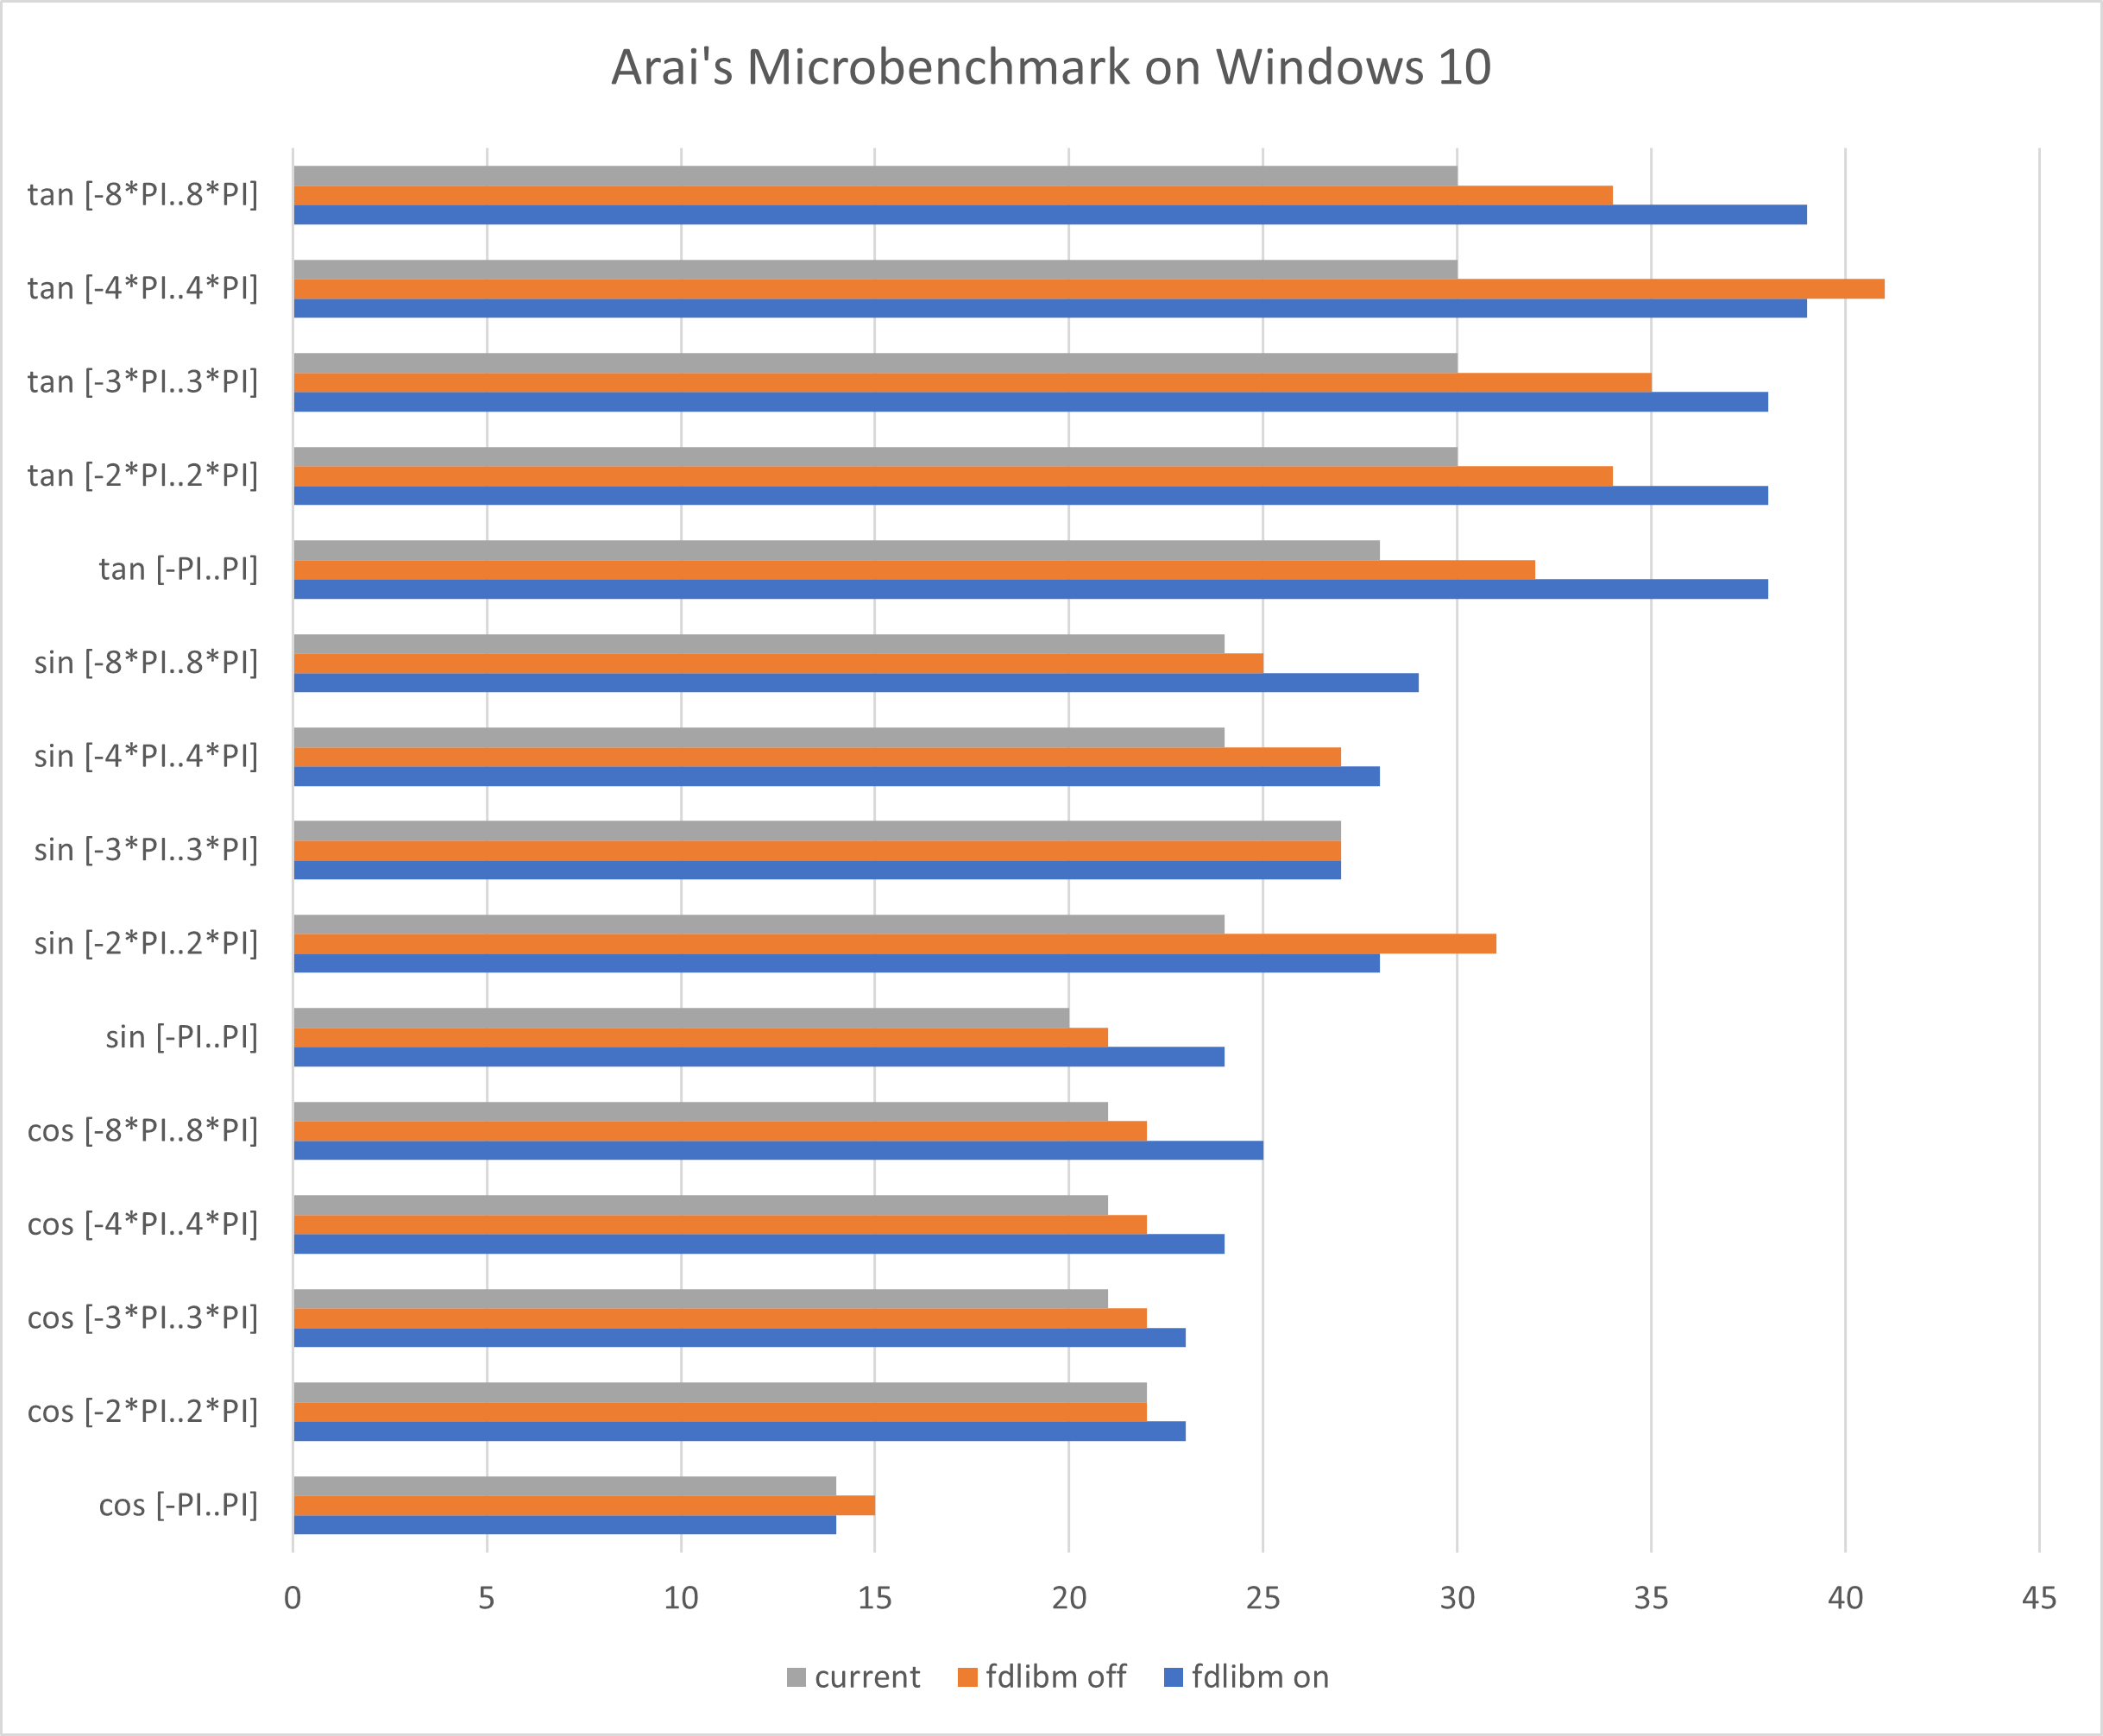 Arai's Microbenchmark on Windows 10
tan [-8*PI..8*PI]
tan [-4*PI..4*PI]
tan [-3*PI..3*PI]
tan [-2*PI..2*PI]
tan [-PI..PI]
sin [-8*PI..8*PI]
sin [-4*PI..4*PI]
sin [-3*PI..3*PI]
sin [-2*PI..2*PI]
sin [-PI..PI]
cos [-8*PI..8*PI]
cos [-4*PI..4*PI]
cos [-3*PI..3*PI]
cos [-2*PI..2*PI]
cos [-PI..PI]
0 5 10 15 20 25 30 35 40 45
current fdlibm off fdlibm on